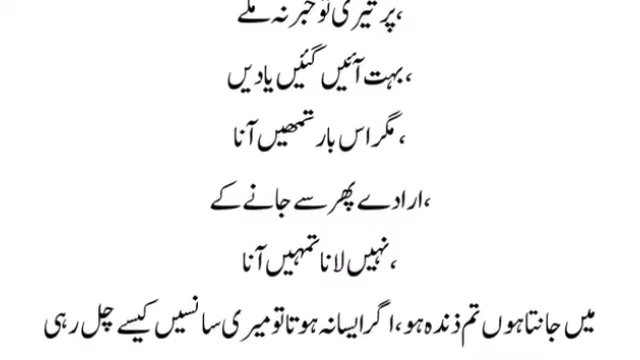 پر تیری تو خبر نہ ملے،
بہت آئیں گئیں یادیں،
مگر اس بار تمھیں آنا،
ارادے پھر سے جانے کے،
نہیں لانا تمہیں آنا،
میں جانتا ہوں تم ذندہ ہو، اگر ایسا نہ ہوتا تو میری سانسیں کیسے چل رہی